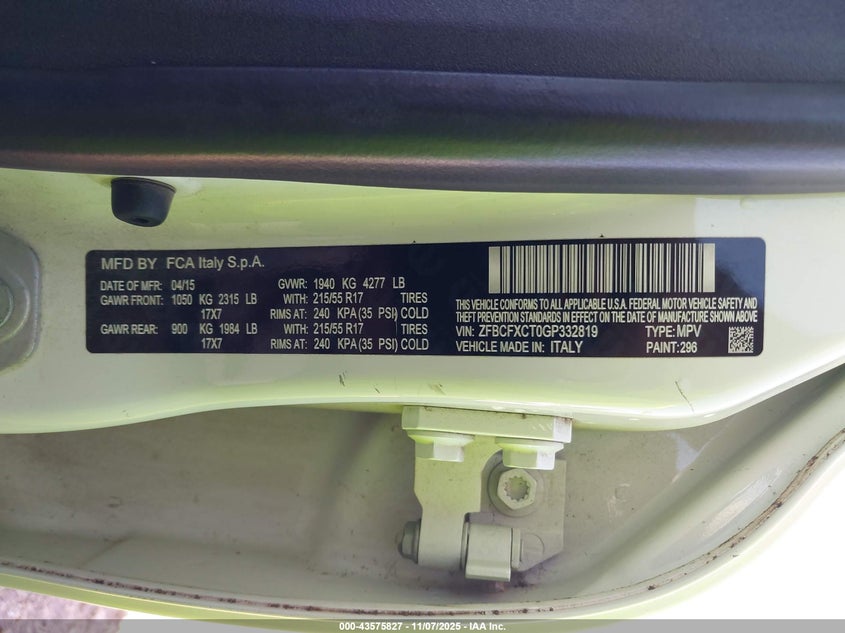 MFD BY FCA Italy S.p.A.
DATE OF MFR: 04/15 GVWR: 1940 KG 4277 LB
GAWR FRONT: 1050 KG 2315 LB WITH: 215/55 R17 TIRES
17X7 RIMS AT: 240 KPA (35 PSI) COLD
GAWR REAR: 900 KG 1984 LB WITH: 215/55 R17 TIRES
17X7 RIMS AT: 240 KPA (35 PSI) COLD
THIS VEHICLE CONFORMS TO ALL APPLICABLE U.S.A. FEDERAL MOTOR VEHICLE SAFETY AND
THEFT PREVENTION STANDARDS IN EFFECT ON THE DATE OF MANUFACTURE SHOWN ABOVE
VIN: ZFBCFXCT0GP332819 TYPE: MPV
VEHICLE MADE IN: ITALY PAINT: 296
000-43575827 - 11/07/2025 - IAA Inc.